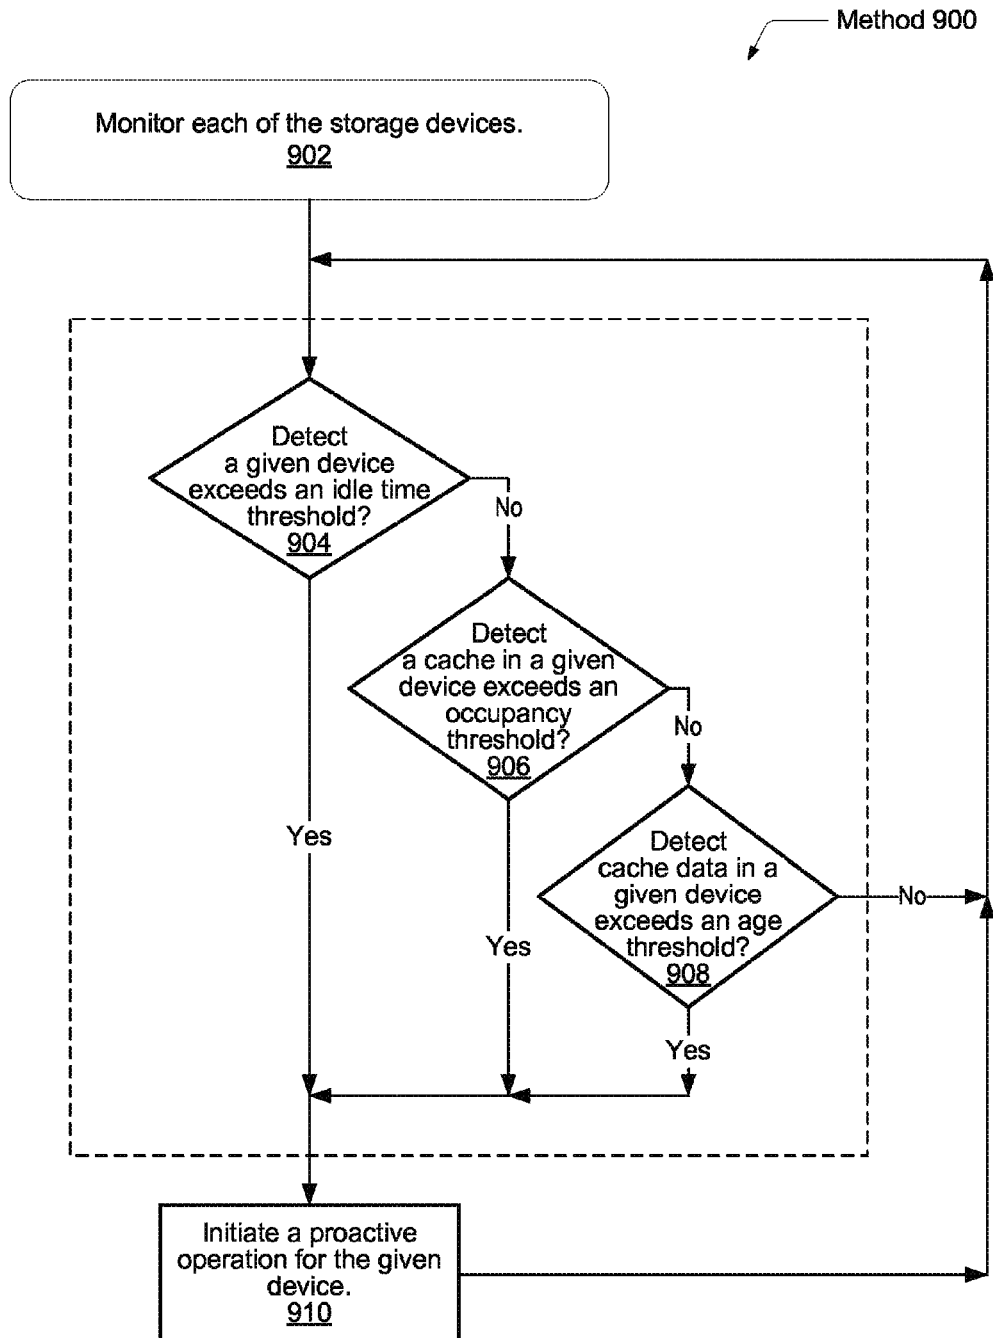 Method 900
Monitor each of the storage devices.
902
Detect
a given device
exceeds an idle time
threshold?
904
No
Detect
a cache in a given
device exceeds an
occupancy
threshold?
906
No
Yes
Detect
cache data in a
given device
exceeds an age
threshold?
908
No
Yes
Yes
Initiate a proactive
operation for the given
device.
910